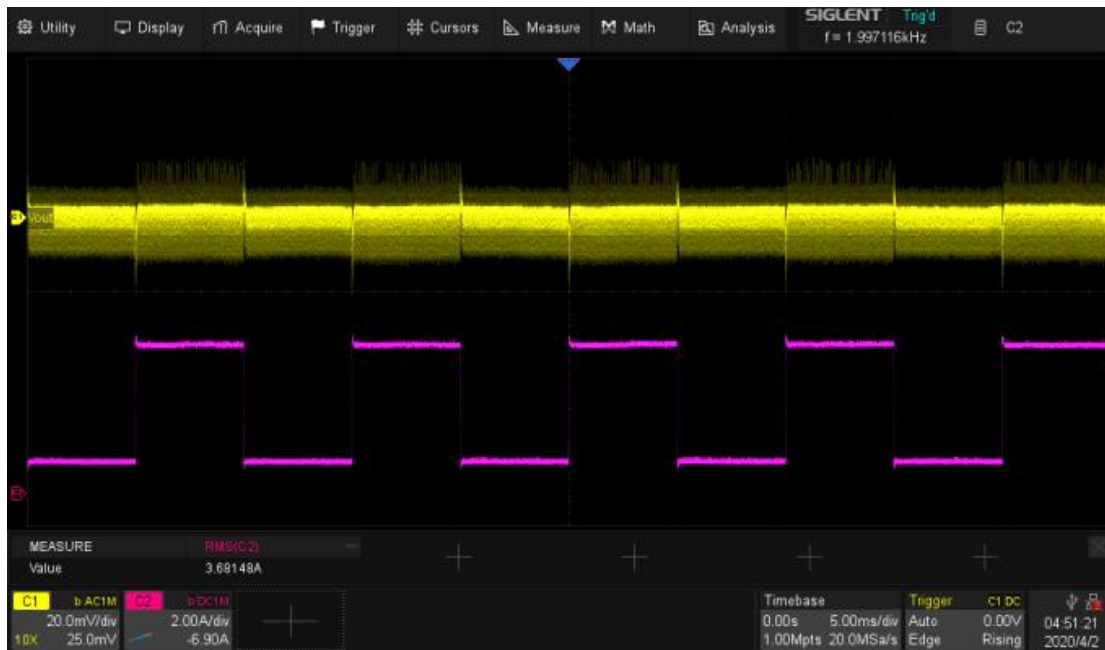 Utility Display Acquire Trigger Cursors Measure Math Analysis SIGLENT Trig'd C2
f = 1.997116kHz
Vout
MEASURE RMS(C2)
Value 3.68148A
C1 b AC1M C2 b DC1M Timebase Trigger C1 DC
20.0mV/div 2.00A/div 0.00s 5.00ms/div Auto 0.00V 04:51:21
10X 25.0mV -6.90A 1.00Mpts 20.0MSa/s Edge Rising 2020/4/2